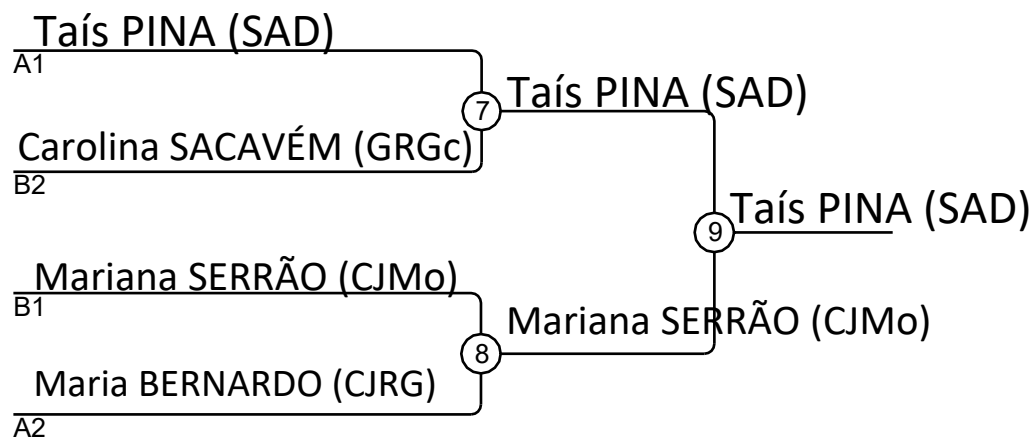 Taís PINA (SAD)
A1
7
Taís PINA (SAD)
Carolina SACAVÉM (GRGc)
B2
9
Taís PINA (SAD)
Mariana SERRÃO (CJMo)
B1
8
Mariana SERRÃO (CJMo)
Maria BERNARDO (CJRG)
A2